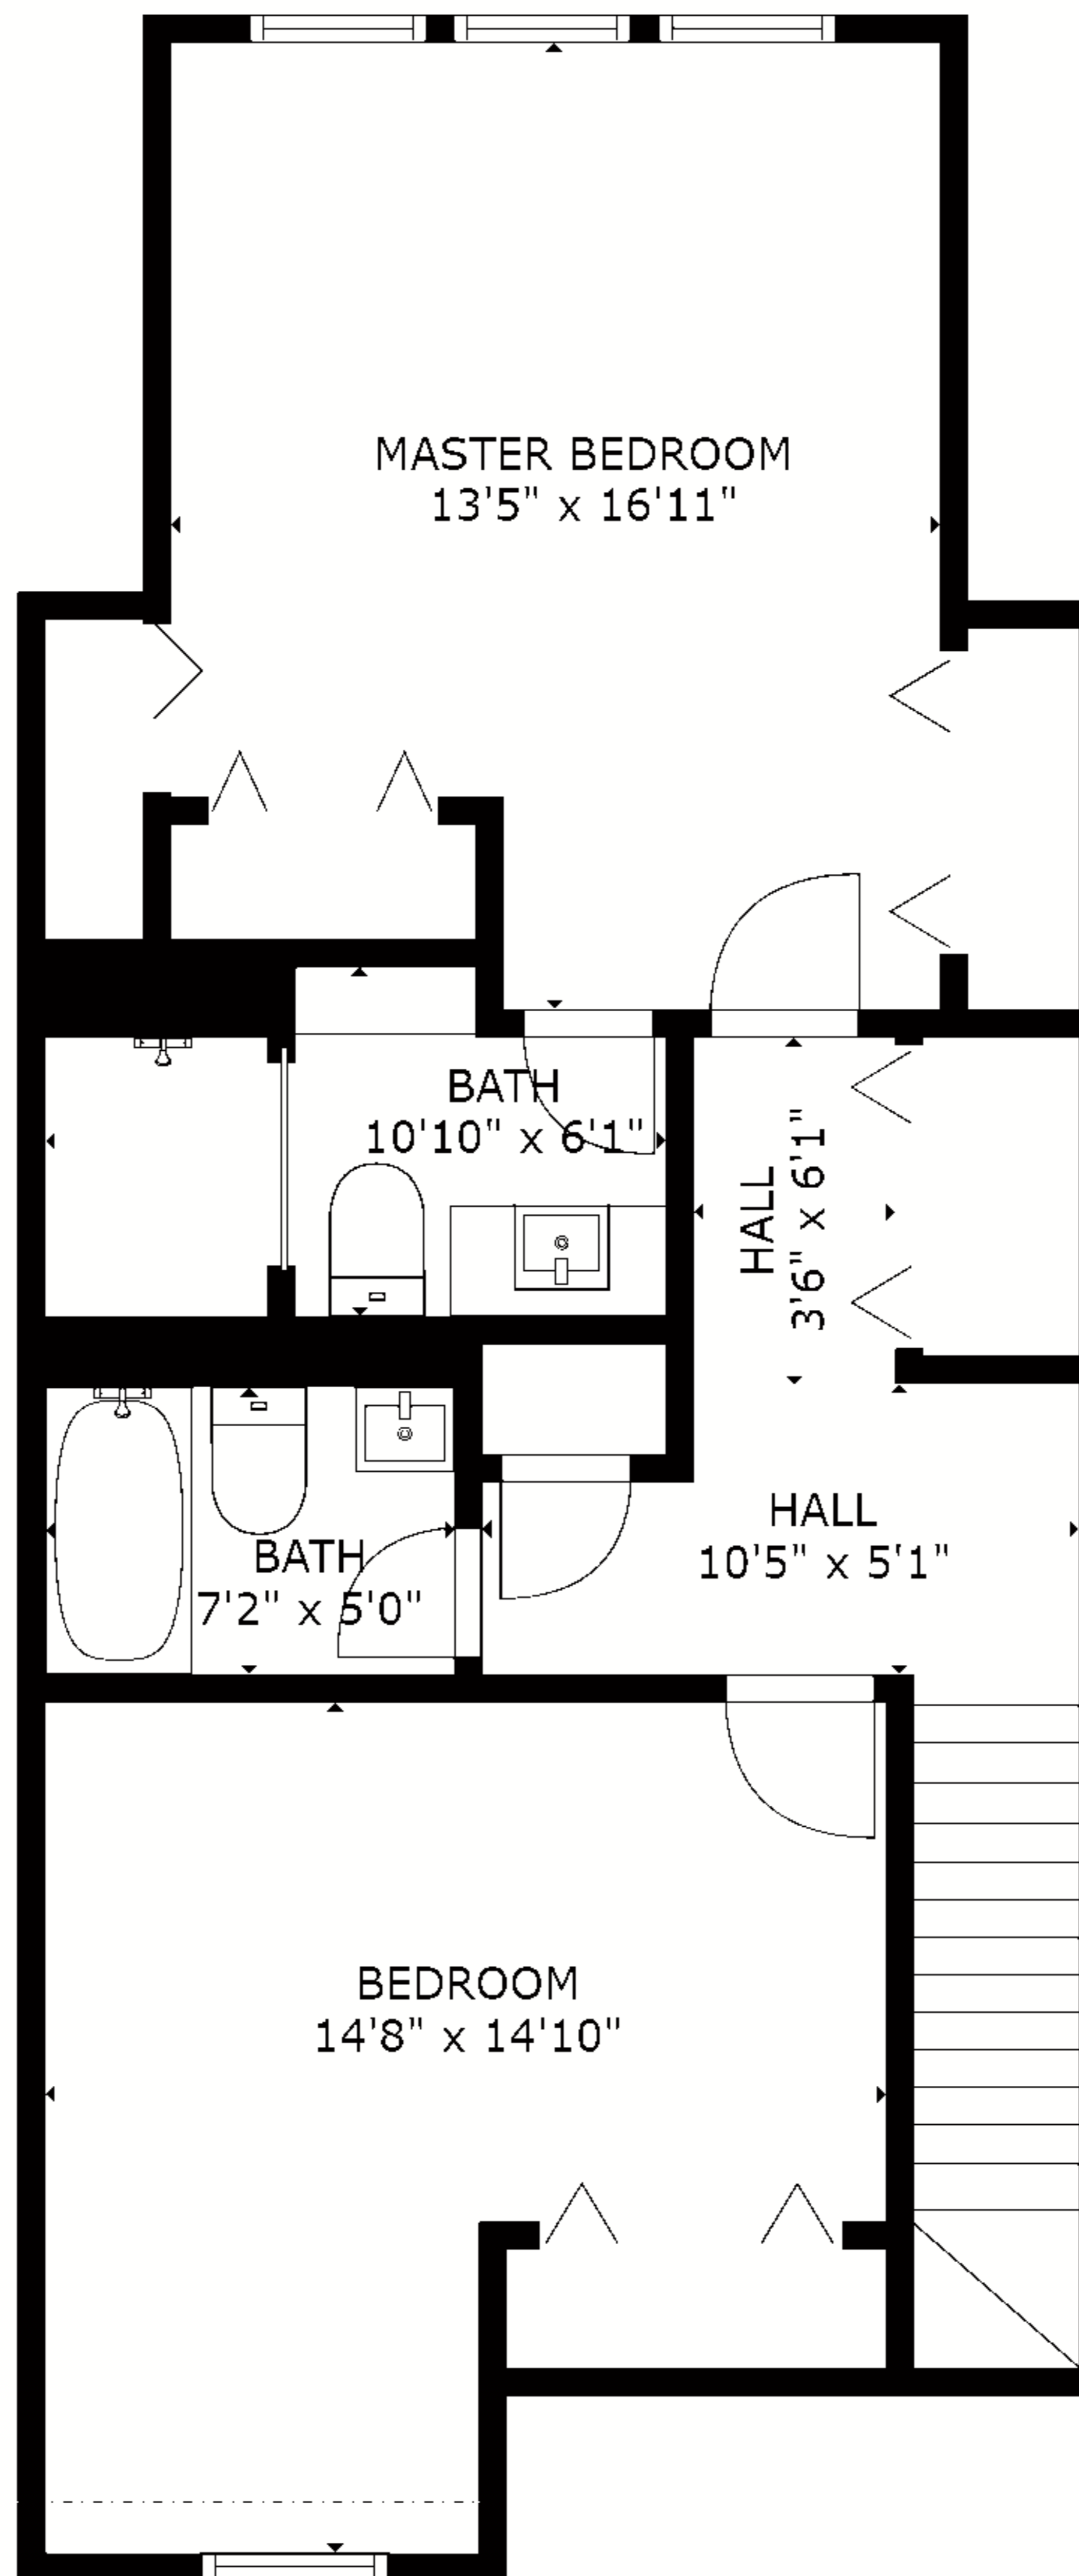 MASTER BEDROOM
13'5" x 16'11"
BATH
10'10" x 6'1"
HALL
3'6" x 6'1"
HALL
10'5" x 5'1"
BATH
7'2" x 5'0"
BEDROOM
14'8" x 14'10"